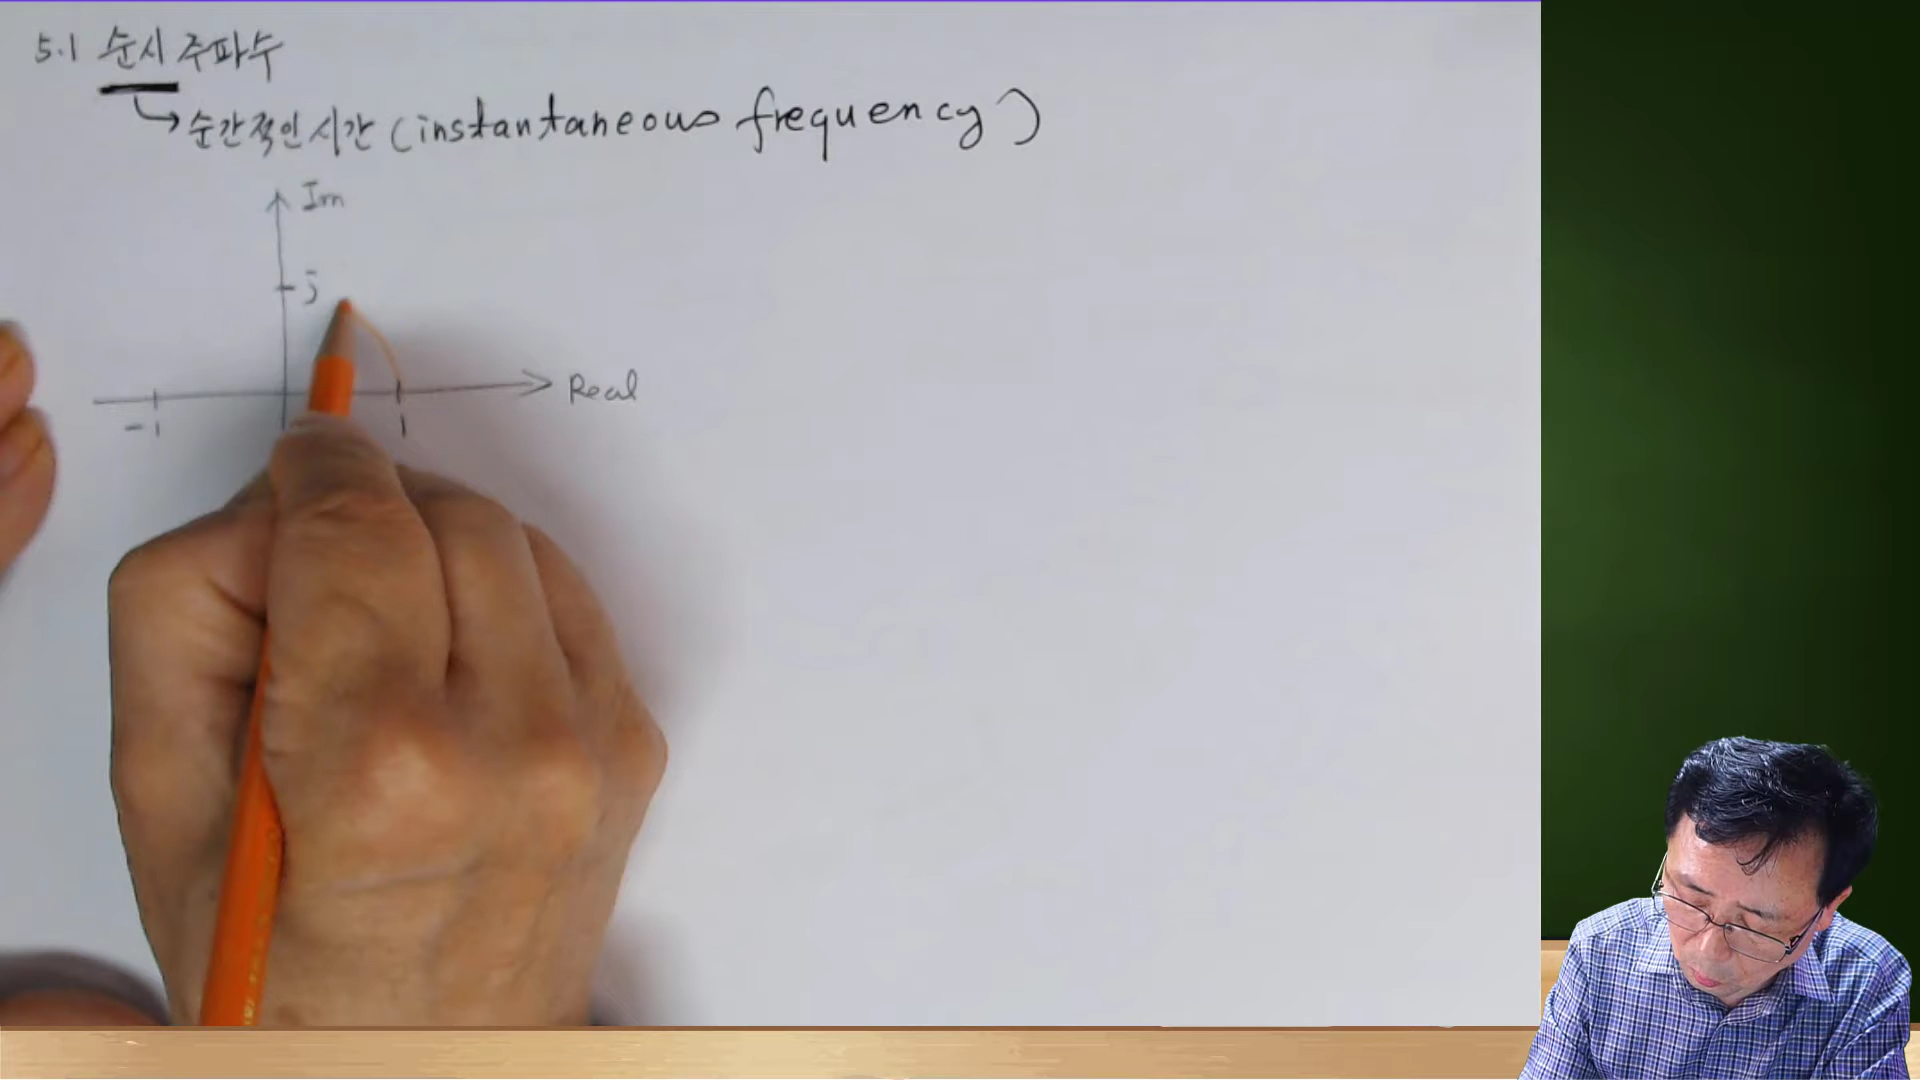 5.1 순시 주파수
↳ 순간적인 시간 (instantaneous frequency)
Im
j
Real
-1
1